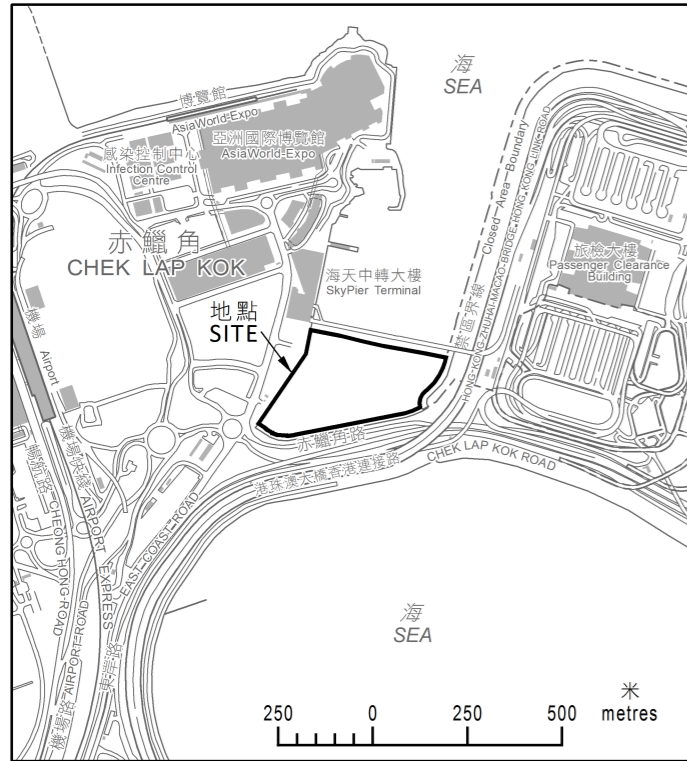 海
SEA
博覽館
AsiaWorld-Expo
亞洲國際博覽館
AsiaWorld-Expo
感染控制中心
Infection Control
Centre
赤鱲角
CHEK LAP KOK
海天中轉大樓
SkyPier Terminal
地點
SITE
禁區界線 Closed Area Boundary
HONG KONG-ZHUHAI-MACAO-BRIDGE-HONG KONG LINK ROAD
旅檢大樓
Passenger Clearance
Building
機場 Airport
機場快綫 AIRPORT EXPRESS
暢航路 CHEONG HONG ROAD
赤鱲角路
CHEK LAP KOK ROAD
港珠澳大橋香港連接路
東岸路 EAST COAST ROAD
機場路 AIRPORT ROAD
海
SEA
250 0 250 500
米
metres